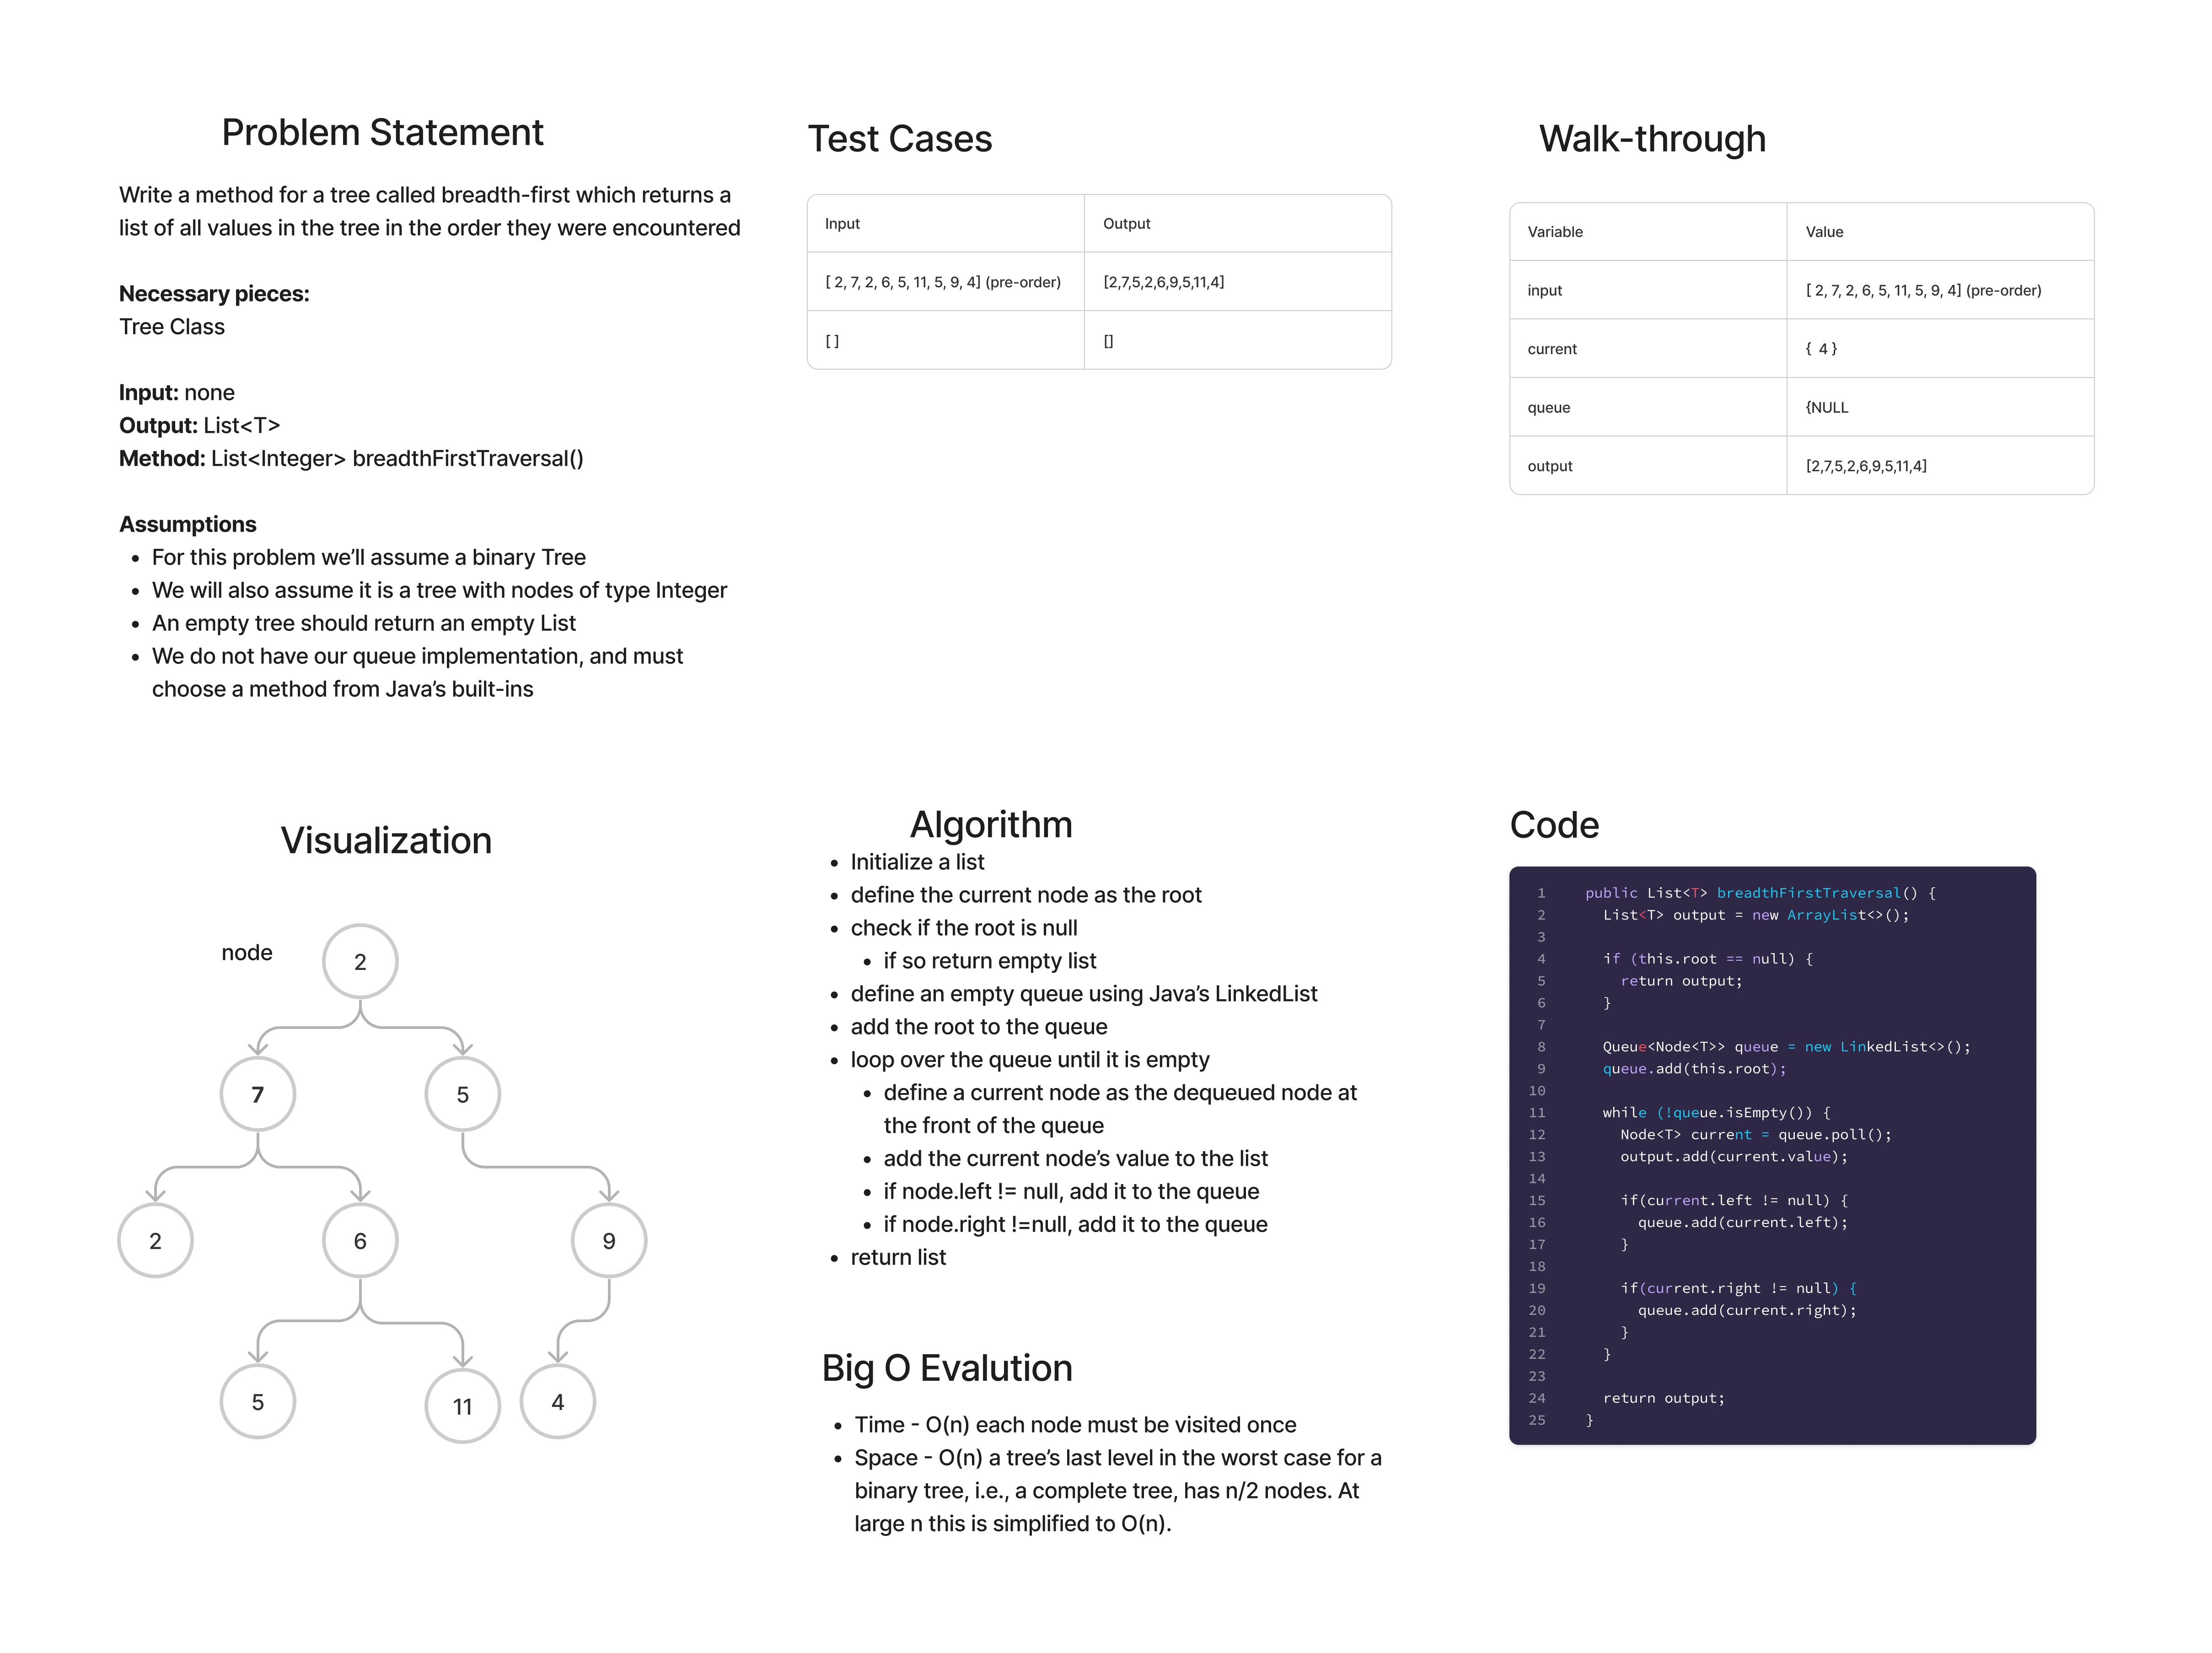 Problem Statement
Write a method for a tree called breadth-first which returns a
list of all values in the tree in the order they were encountered
Necessary pieces:
Tree Class
Input: none
Output: List<T>
Method: List<Integer> breadthFirstTraversal()
Assumptions
• For this problem we’ll assume a binary Tree
• We will also assume it is a tree with nodes of type Integer
• An empty tree should return an empty List
• We do not have our queue implementation, and must
choose a method from Java’s built-ins
Test Cases
Input Output
[ 2, 7, 2, 6, 5, 11, 5, 9, 4] (pre-order) [2,7,5,2,6,9,5,11,4]
[ ] []
Walk-through
Variable Value
input [ 2, 7, 2, 6, 5, 11, 5, 9, 4] (pre-order)
current { 4 }
queue {NULL
output [2,7,5,2,6,9,5,11,4]
Visualization
node 2
7 5
2 6 9
5 11 4
Algorithm
• Initialize a list
• define the current node as the root
• check if the root is null
• if so return empty list
• define an empty queue using Java’s LinkedList
• add the root to the queue
• loop over the queue until it is empty
• define a current node as the dequeued node at
the front of the queue
• add the current node’s value to the list
• if node.left != null, add it to the queue
• if node.right !=null, add it to the queue
• return list
Big O Evalution
• Time - O(n) each node must be visited once
• Space - O(n) a tree’s last level in the worst case for a
binary tree, i.e., a complete tree, has n/2 nodes. At
large n this is simplified to O(n).
Code
1 public List<T> breadthFirstTraversal() {
2 List<T> output = new ArrayList<>();
3
4 if (this.root == null) {
5 return output;
6 }
7
8 Queue<Node<T>> queue = new LinkedList<>();
9 queue.add(this.root);
10
11 while (!queue.isEmpty()) {
12 Node<T> current = queue.poll();
13 output.add(current.value);
14
15 if(current.left != null) {
16 queue.add(current.left);
17 }
18
19 if(current.right != null) {
20 queue.add(current.right);
21 }
22 }
23
24 return output;
25 }